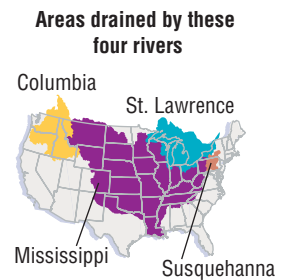 Areas drained by these
four rivers
Columbia
St. Lawrence
Mississippi
Susquehanna